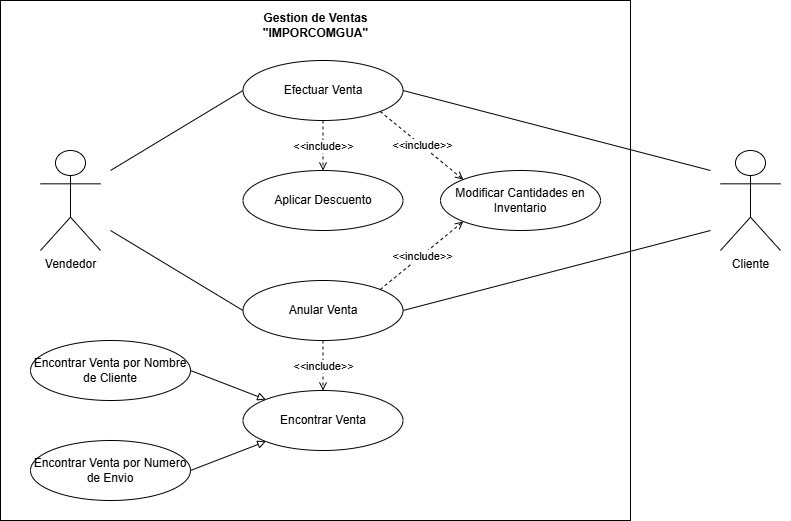 Gestion de Ventas
"IMPORCOMGUA"
Efectuar Venta
<<include>>
<<include>>
Aplicar Descuento
Modificar Cantidades en
Inventario
Vendedor
Cliente
<<include>>
Anular Venta
<<include>>
Encontrar Venta por Nombre
de Cliente
Encontrar Venta
Encontrar Venta por Numero
de Envio